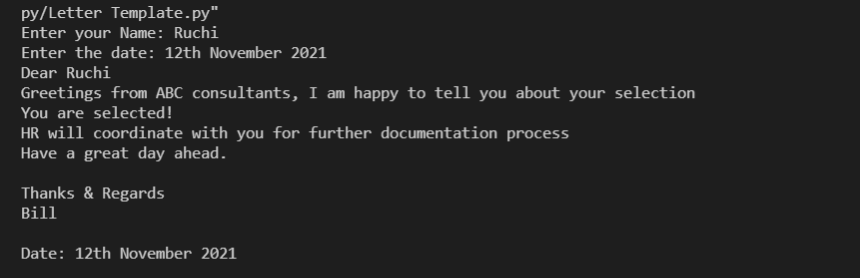 py/Letter Template.py"
Enter your Name: Ruchi
Enter the date: 12th November 2021
Dear Ruchi
Greetings from ABC consultants, I am happy to tell you about your selection
You are selected!
HR will coordinate with you for further documentation process
Have a great day ahead.
Thanks & Regards
Bill
Date: 12th November 2021